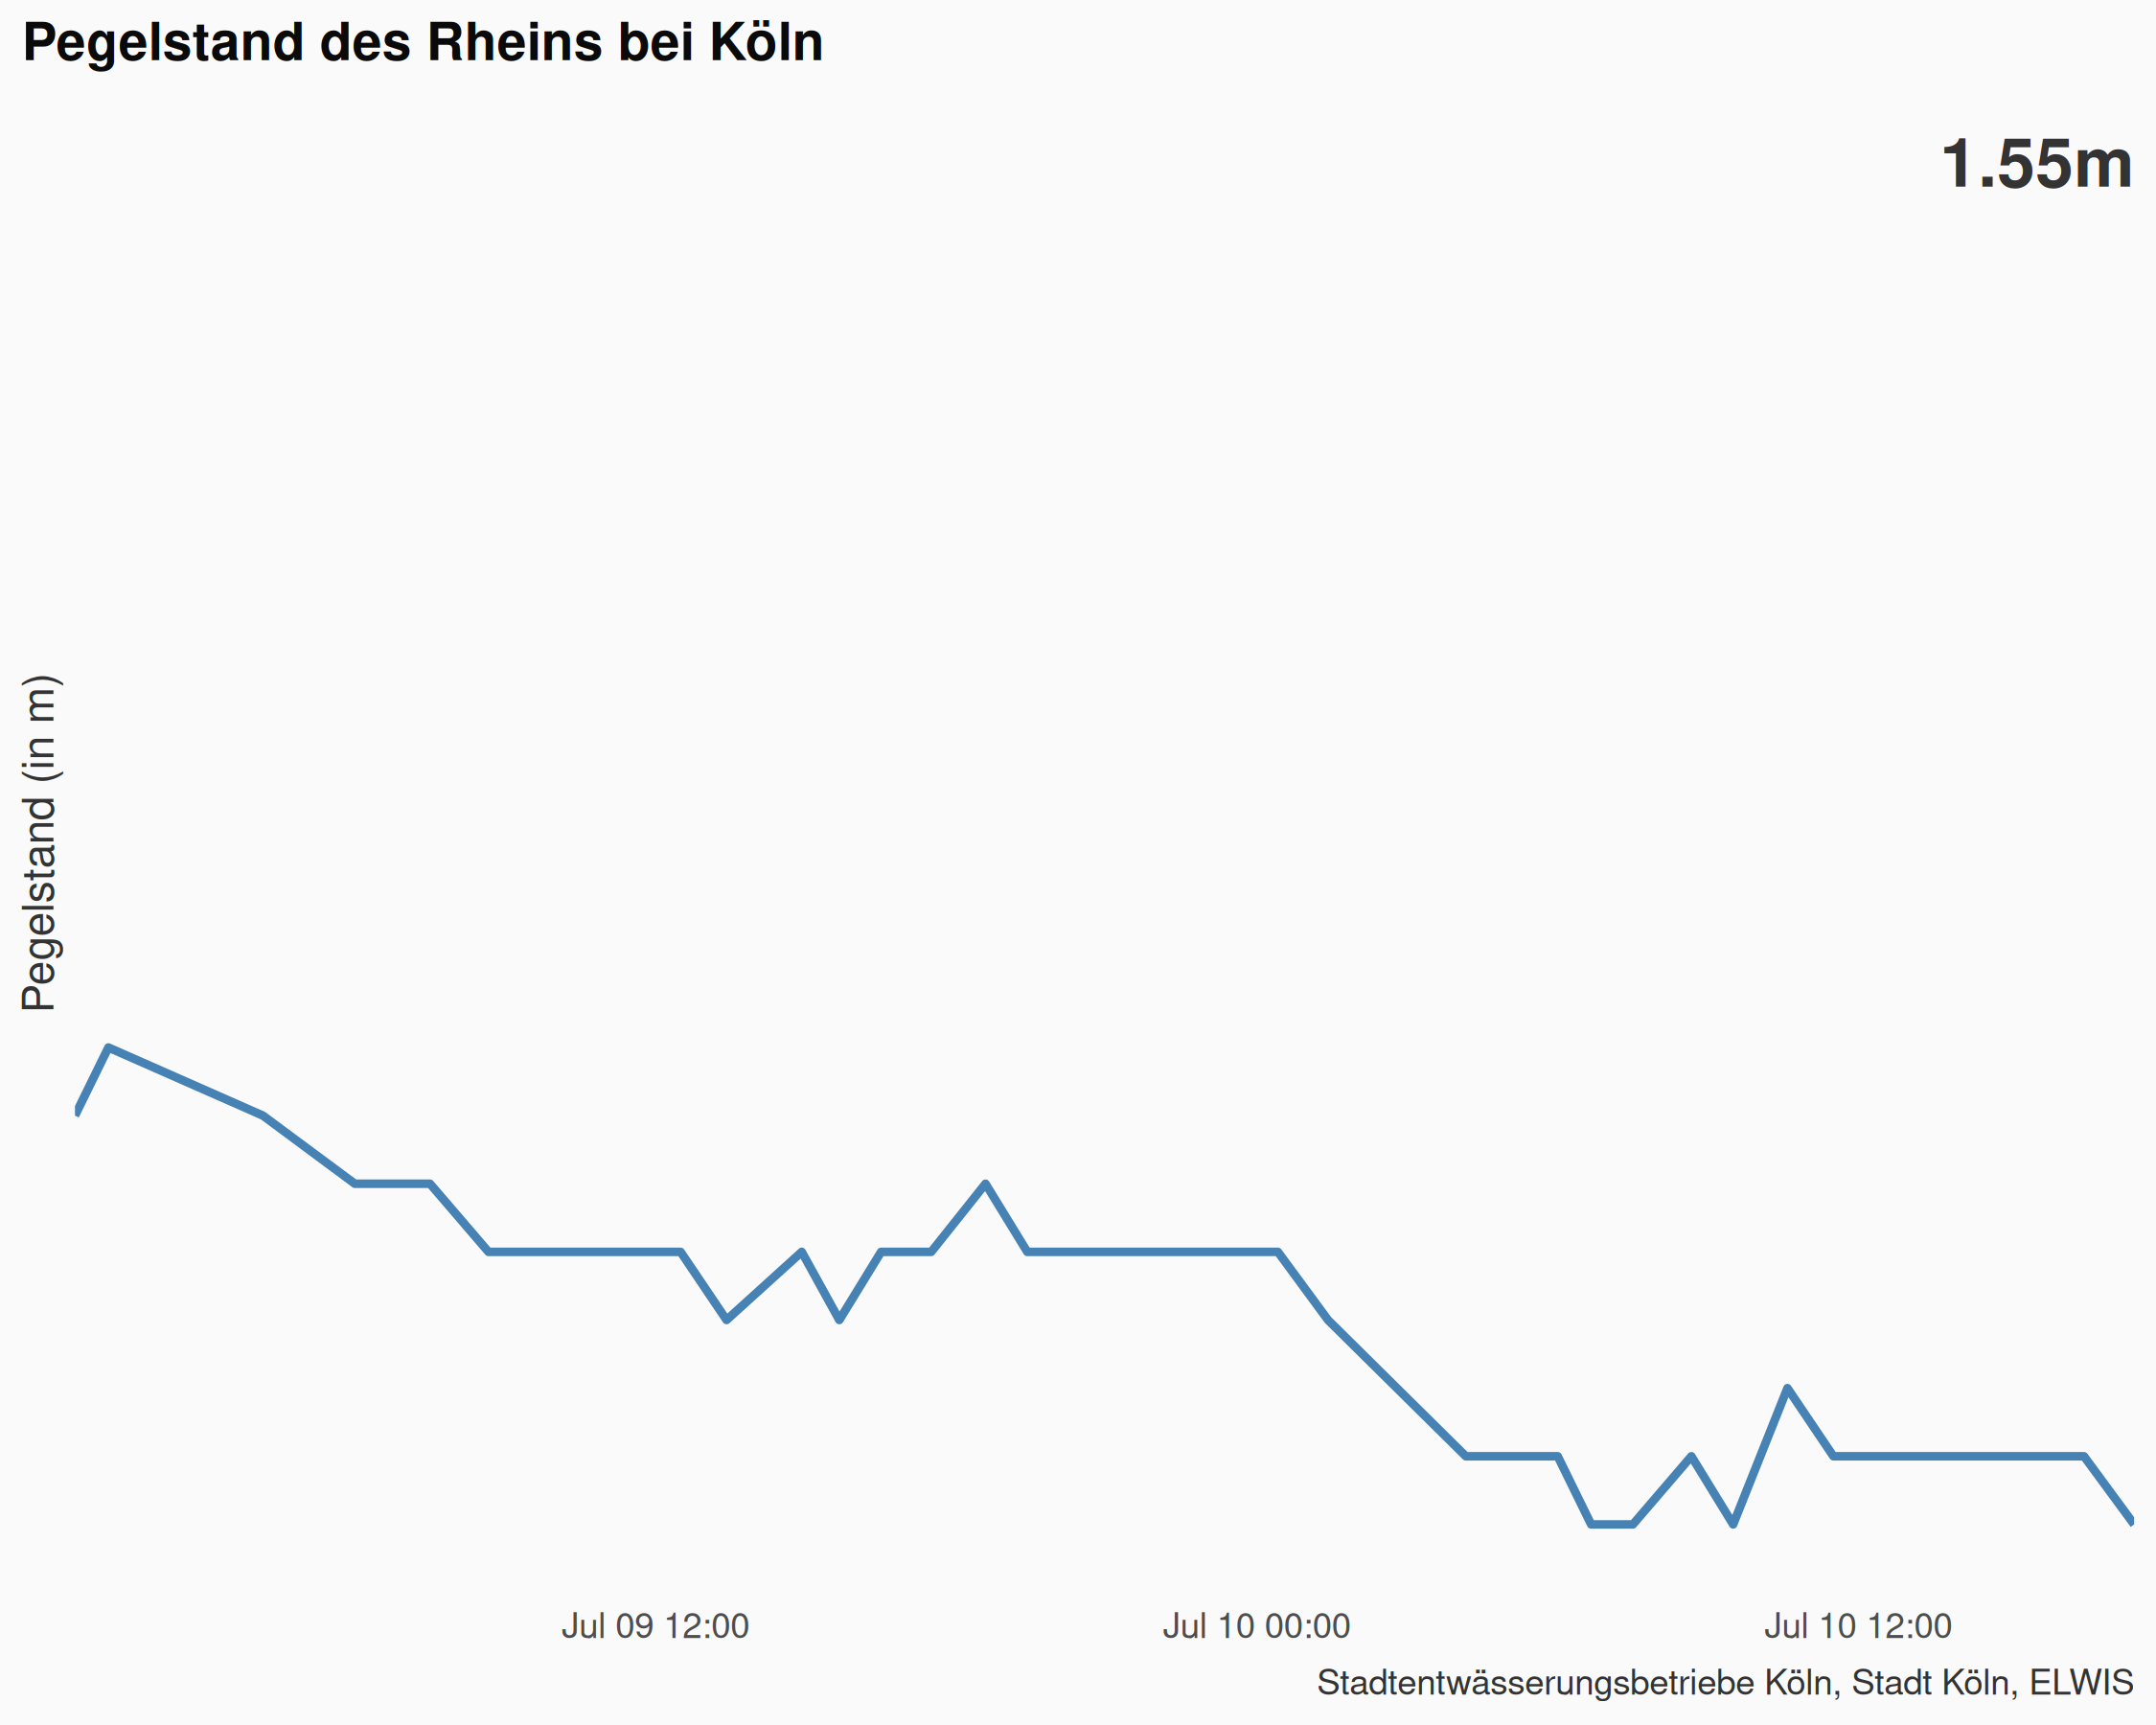 Pegelstand des Rheins bei Köln
1.55m
Pegelstand (in m)
Jul 09 12:00
Jul 10 00:00
Jul 10 12:00
Stadtentwässerungsbetriebe Köln, Stadt Köln, ELWIS